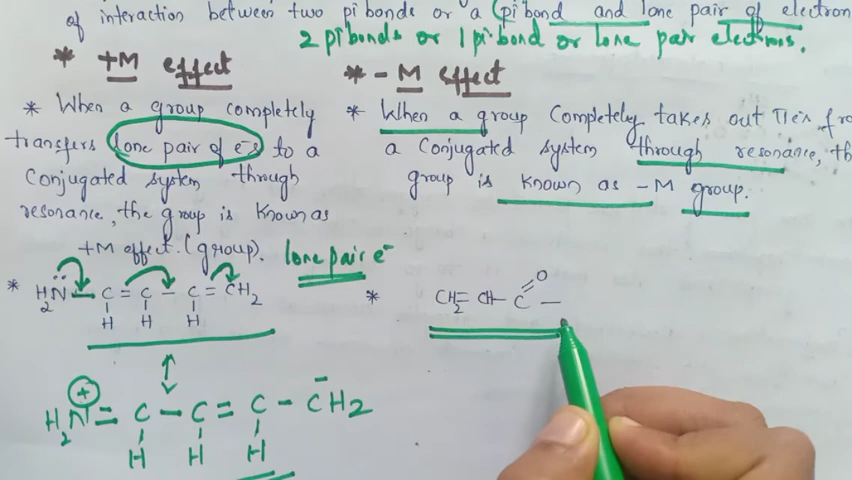 of interaction between two pi bonds or a (pi bond and lone pair of electron
2 pi bonds or 1 pi bond or lone pair electrons.
* +M effect
* When a group completely
transfers lone pair of e-s to a
Conjugated system through
resonance, the group is known as
+M effect. (group). lone pair e-
* H2N̈ — C = C — C = CH2
H H H
H2N⊕ = C — C = C — C̄H2
H H H
* - M effect
* When a group Completely takes out πe's fro
a Conjugated system through resonance, th
group is known as -M group.
* CH2 = CH - C —
O